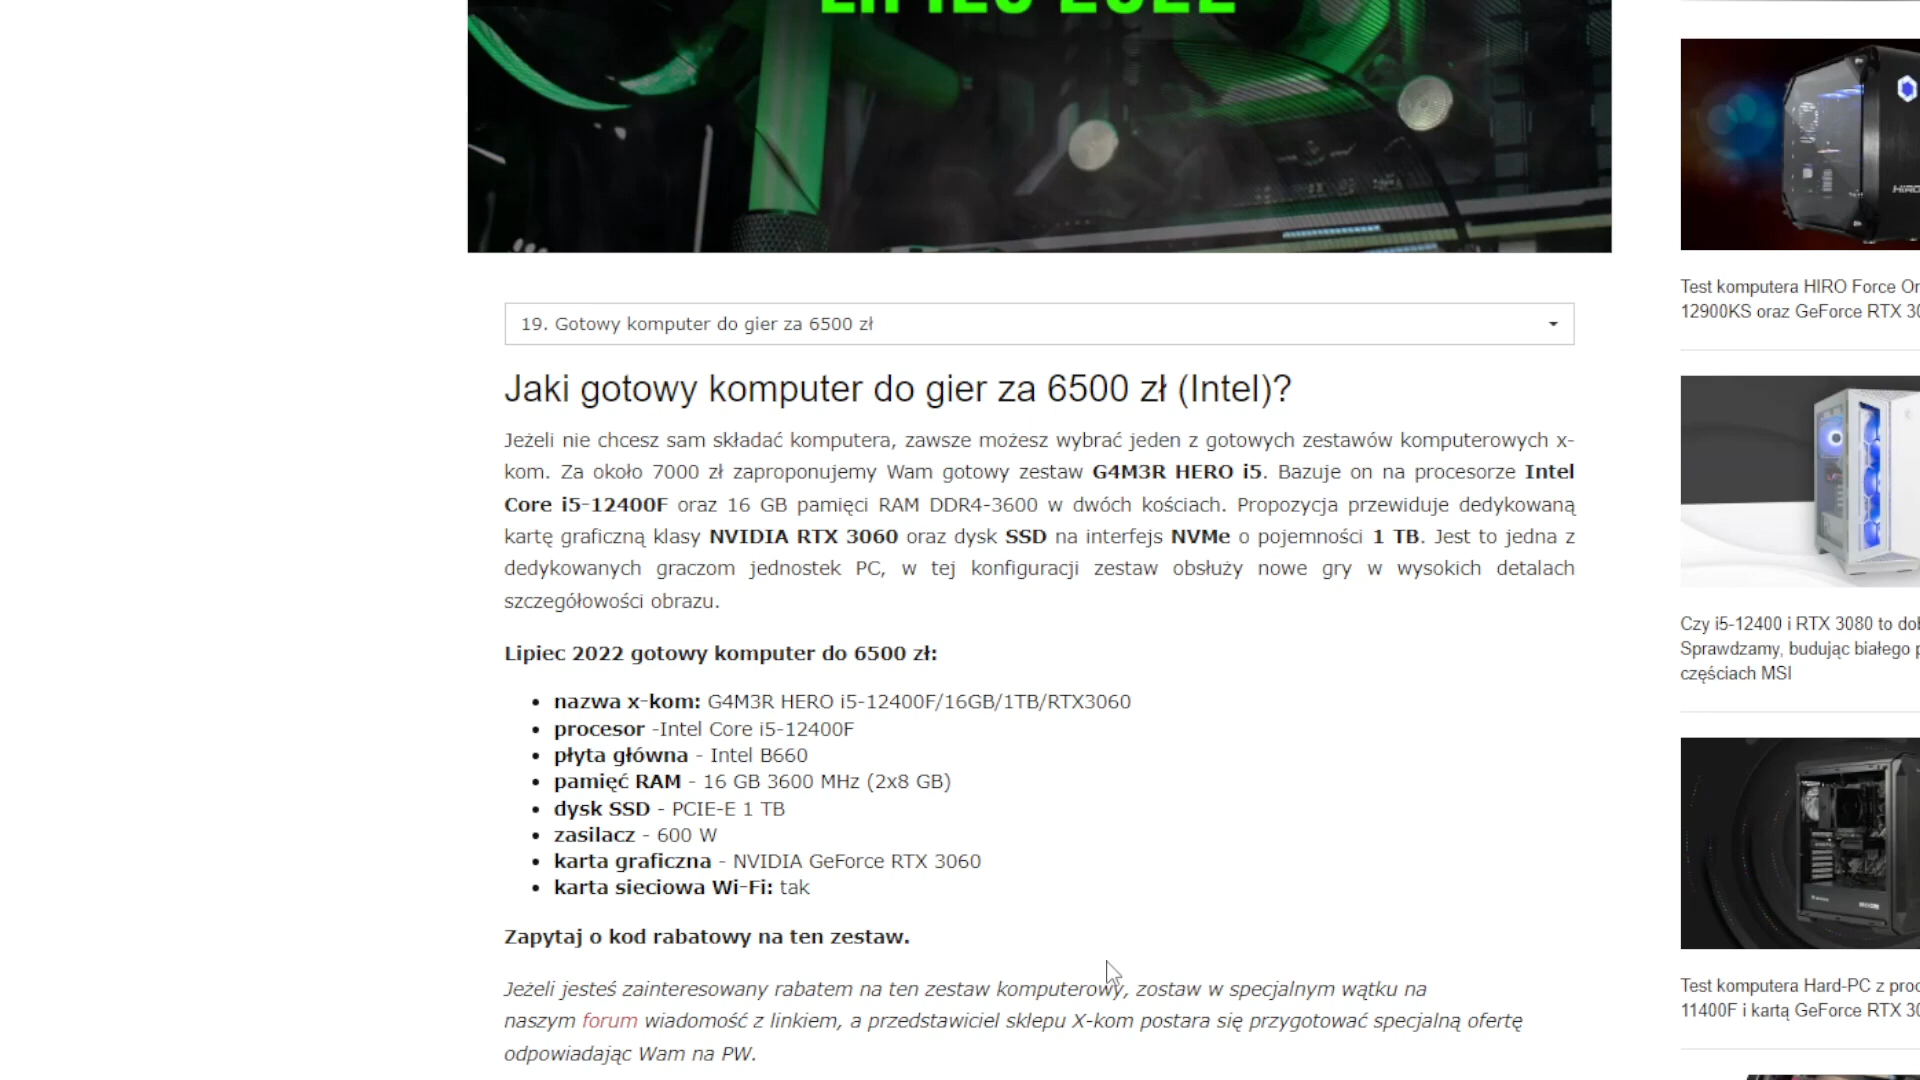 LIPIEC 2022
19. Gotowy komputer do gier za 6500 zł
Jaki gotowy komputer do gier za 6500 zł (Intel)?
Jeżeli nie chcesz sam składać komputera, zawsze możesz wybrać jeden z gotowych zestawów komputerowych x-
kom. Za około 7000 zł zaproponujemy Wam gotowy zestaw G4M3R HERO i5. Bazuje on na procesorze Intel
Core i5-12400F oraz 16 GB pamięci RAM DDR4-3600 w dwóch kościach. Propozycja przewiduje dedykowaną
kartę graficzną klasy NVIDIA RTX 3060 oraz dysk SSD na interfejs NVMe o pojemności 1 TB. Jest to jedna z
dedykowanych graczom jednostek PC, w tej konfiguracji zestaw obsłuży nowe gry w wysokich detalach
szczegółowości obrazu.
Lipiec 2022 gotowy komputer do 6500 zł:
• nazwa x-kom: G4M3R HERO i5-12400F/16GB/1TB/RTX3060
• procesor -Intel Core i5-12400F
• płyta główna - Intel B660
• pamięć RAM - 16 GB 3600 MHz (2x8 GB)
• dysk SSD - PCIE-E 1 TB
• zasilacz - 600 W
• karta graficzna - NVIDIA GeForce RTX 3060
• karta sieciowa Wi-Fi: tak
Zapytaj o kod rabatowy na ten zestaw.
Jeżeli jesteś zainteresowany rabatem na ten zestaw komputerowy, zostaw w specjalnym wątku na
naszym forum wiadomość z linkiem, a przedstawiciel sklepu X-kom postara się przygotować specjalną ofertę
odpowiadając Wam na PW.
Test komputera HIRO Force
12900KS oraz GeForce RTX
Czy i5-12400 i RTX 3080 to
Sprawdzamy, budując białego
częściach MSI
Test komputera Hard-PC z
11400F i kartą GeForce RTX